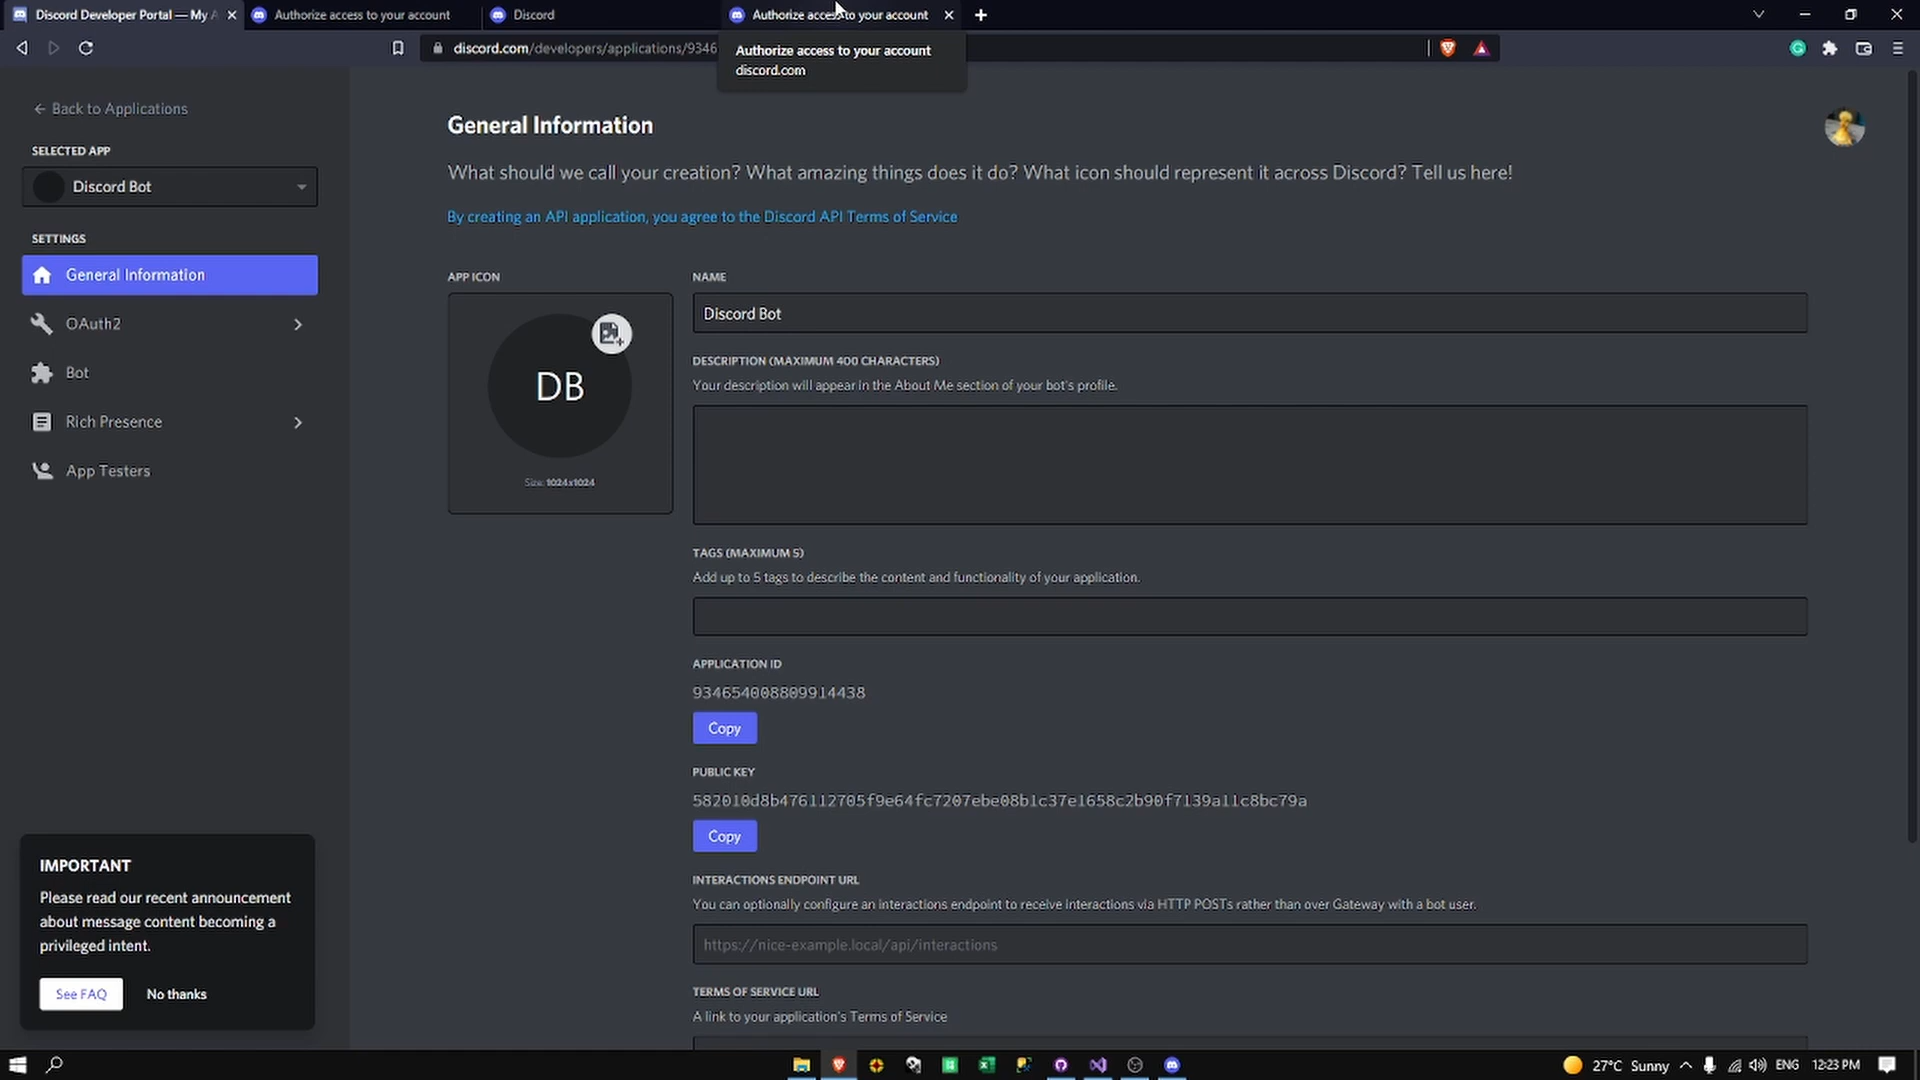 Discord Developer Portal — My A
Authorize access to your account
Discord
Authorize access to your account
discord.com/developers/applications/9346
Authorize access to your account
discord.com
Back to Applications
SELECTED APP
Discord Bot
SETTINGS
General Information
OAuth2
Bot
Rich Presence
App Testers
General Information
What should we call your creation? What amazing things does it do? What icon should represent it across Discord? Tell us here!
By creating an API application, you agree to the Discord API Terms of Service
APP ICON
DB
Size: 1024x1024
NAME
Discord Bot
DESCRIPTION (MAXIMUM 400 CHARACTERS)
Your description will appear in the About Me section of your bot's profile.
TAGS (MAXIMUM 5)
Add up to 5 tags to describe the content and functionality of your application.
APPLICATION ID
934654008809914438
Copy
PUBLIC KEY
582010d8b476112705f9e64fc7207ebe08b1c37e1658c2b90f7139a11c8bc79a
Copy
INTERACTIONS ENDPOINT URL
You can optionally configure an interactions endpoint to receive interactions via HTTP POSTs rather than over Gateway with a bot user.
https://nice-example.local/api/interactions
TERMS OF SERVICE URL
A link to your application's Terms of Service
IMPORTANT
Please read our recent announcement
about message content becoming a
privileged intent.
See FAQ
No thanks
27°C Sunny
ENG
12:23 PM